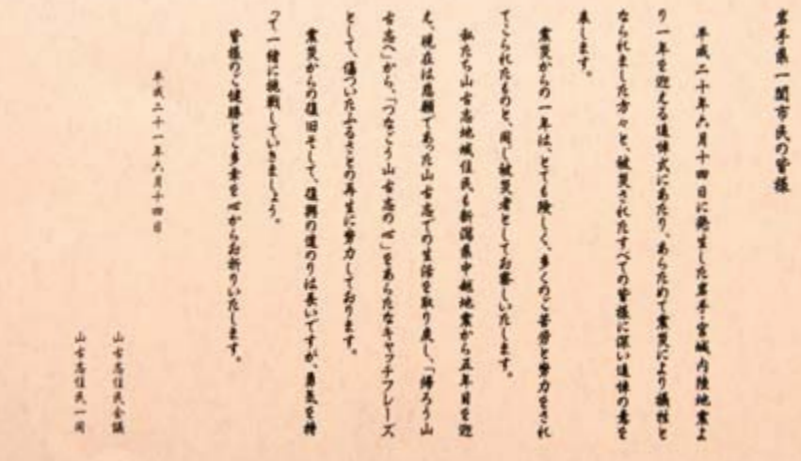 岩手県一関市民の皆様
平成二十年六月十四日に発生した岩手・宮城内陸地震よ
り一年を迎える追悼式にあたり、あらためて震災により犠牲と
なられました方々と、被災されたすべての皆様に深い追悼の意を
表します。
震災からの一年は、とても険しく、多くのご苦労と努力をされ
てこられたものと、同じ被災者としてお察しいたします。
私たち山古志地域住民も新潟県中越地震から五年目を迎
え、現在は悲願であった山古志での生活を取り戻し、「帰ろう山
古志へ」から、「つなごう山古志の心」をあらたなキャッチフレーズ
として、傷ついたふるさとの再生に努力しております。
震災からの復旧そして、復興の道のりは長いですが、勇気を持
って一緒に挑戦していきましょう。
皆様のご健勝とご多幸を心からお祈りいたします。
平成二十一年六月十四日
山古志住民会議
山古志住民一同